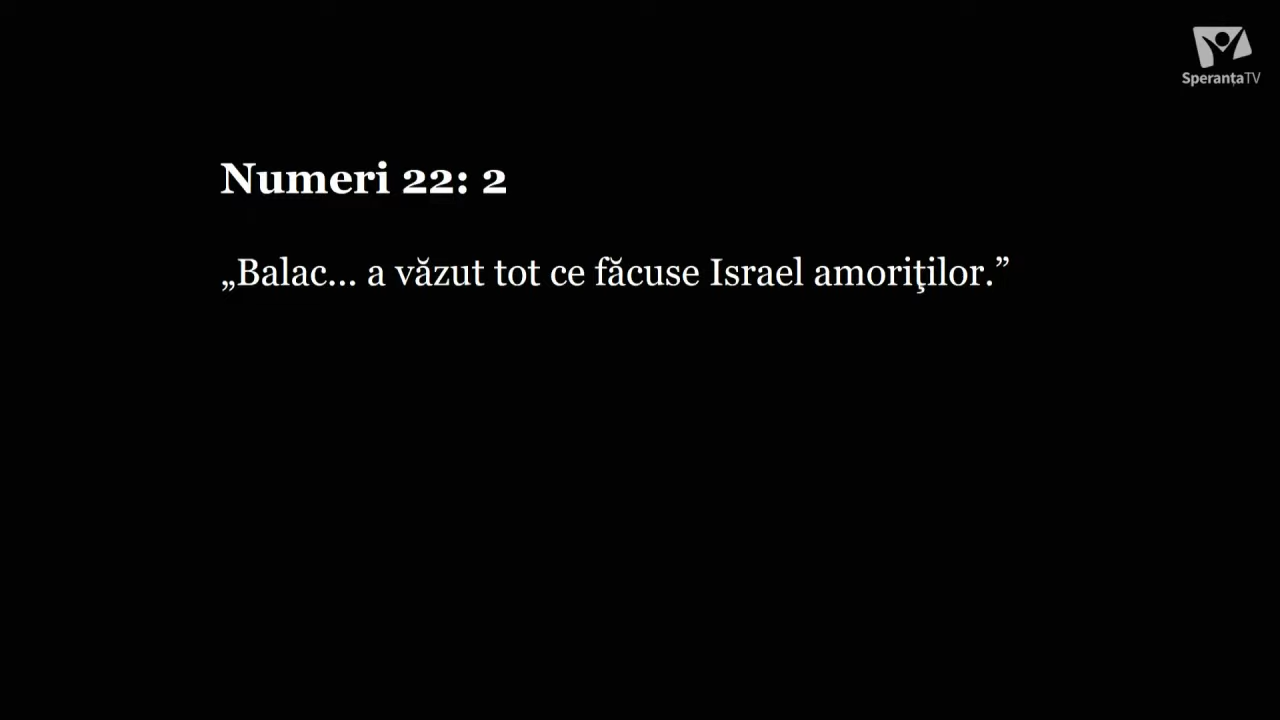 SperanțaTV
Numeri 22: 2
„Balac... a văzut tot ce făcuse Israel amoriţilor.”